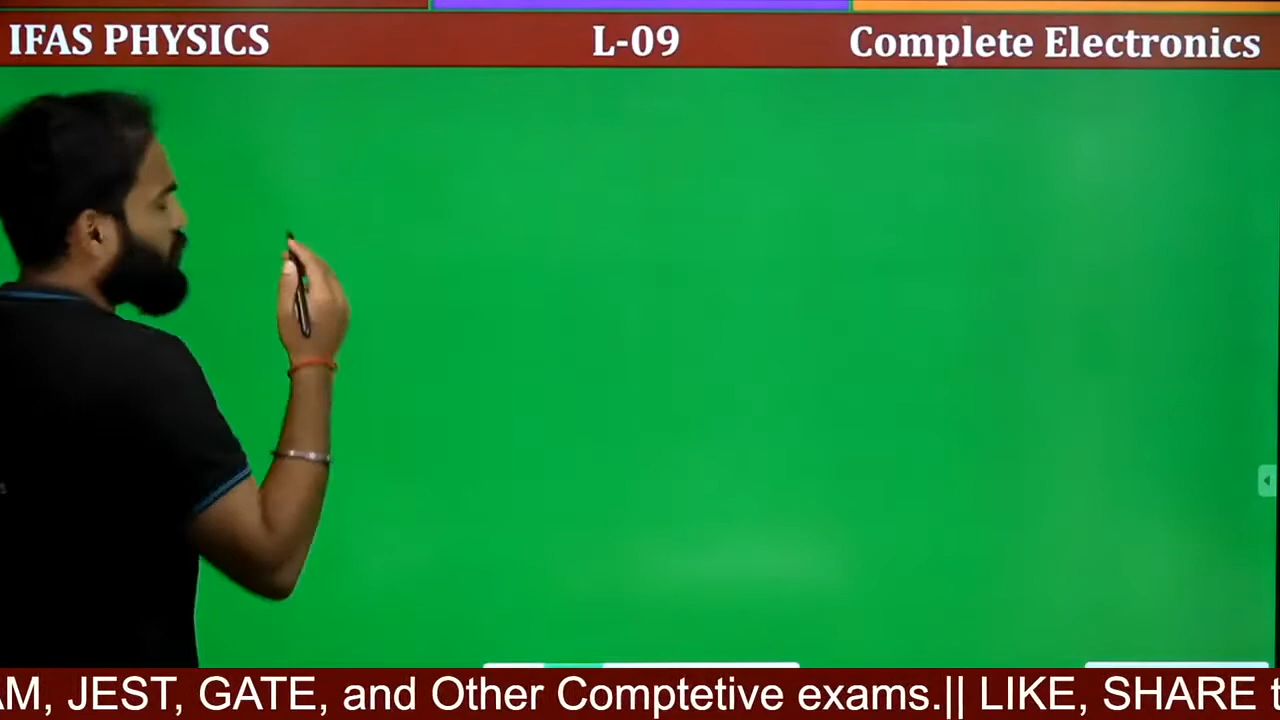 IFAS PHYSICS L-09 Complete Electronics
AM, JEST, GATE, and Other Comptetive exams.|| LIKE, SHARE t